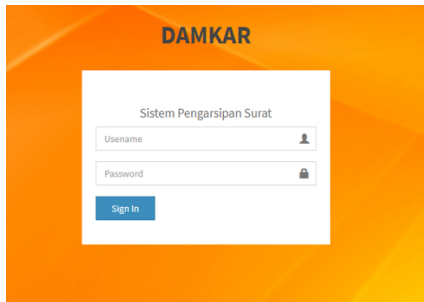 DAMKAR
Sistem Pengarsipan Surat
Usename
Password
Sign In